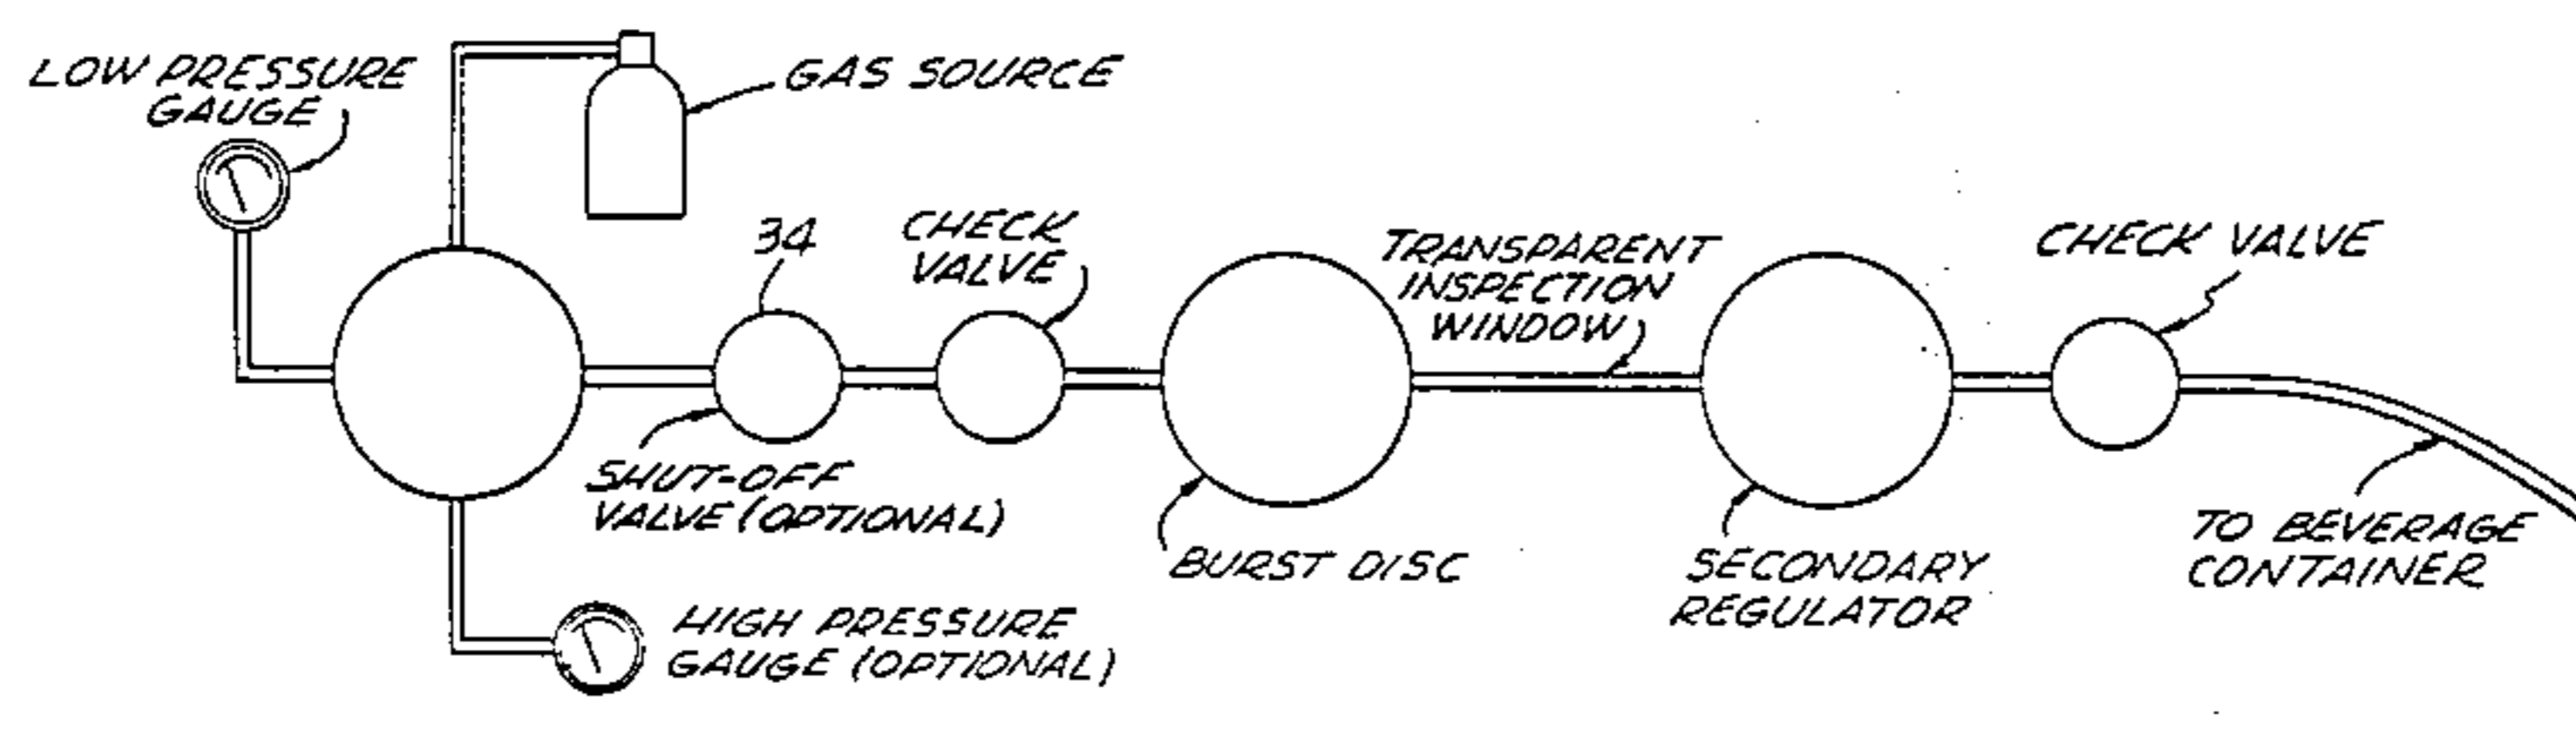 LOW PRESSURE
GAUGE
GAS SOURCE
34
CHECK
VALVE
TRANSPARENT
INSPECTION
WINDOW
CHECK VALVE
SHUT-OFF
VALVE (OPTIONAL)
BURST DISC
SECONDARY
REGULATOR
TO BEVERAGE
CONTAINER
HIGH PRESSURE
GAUGE (OPTIONAL)